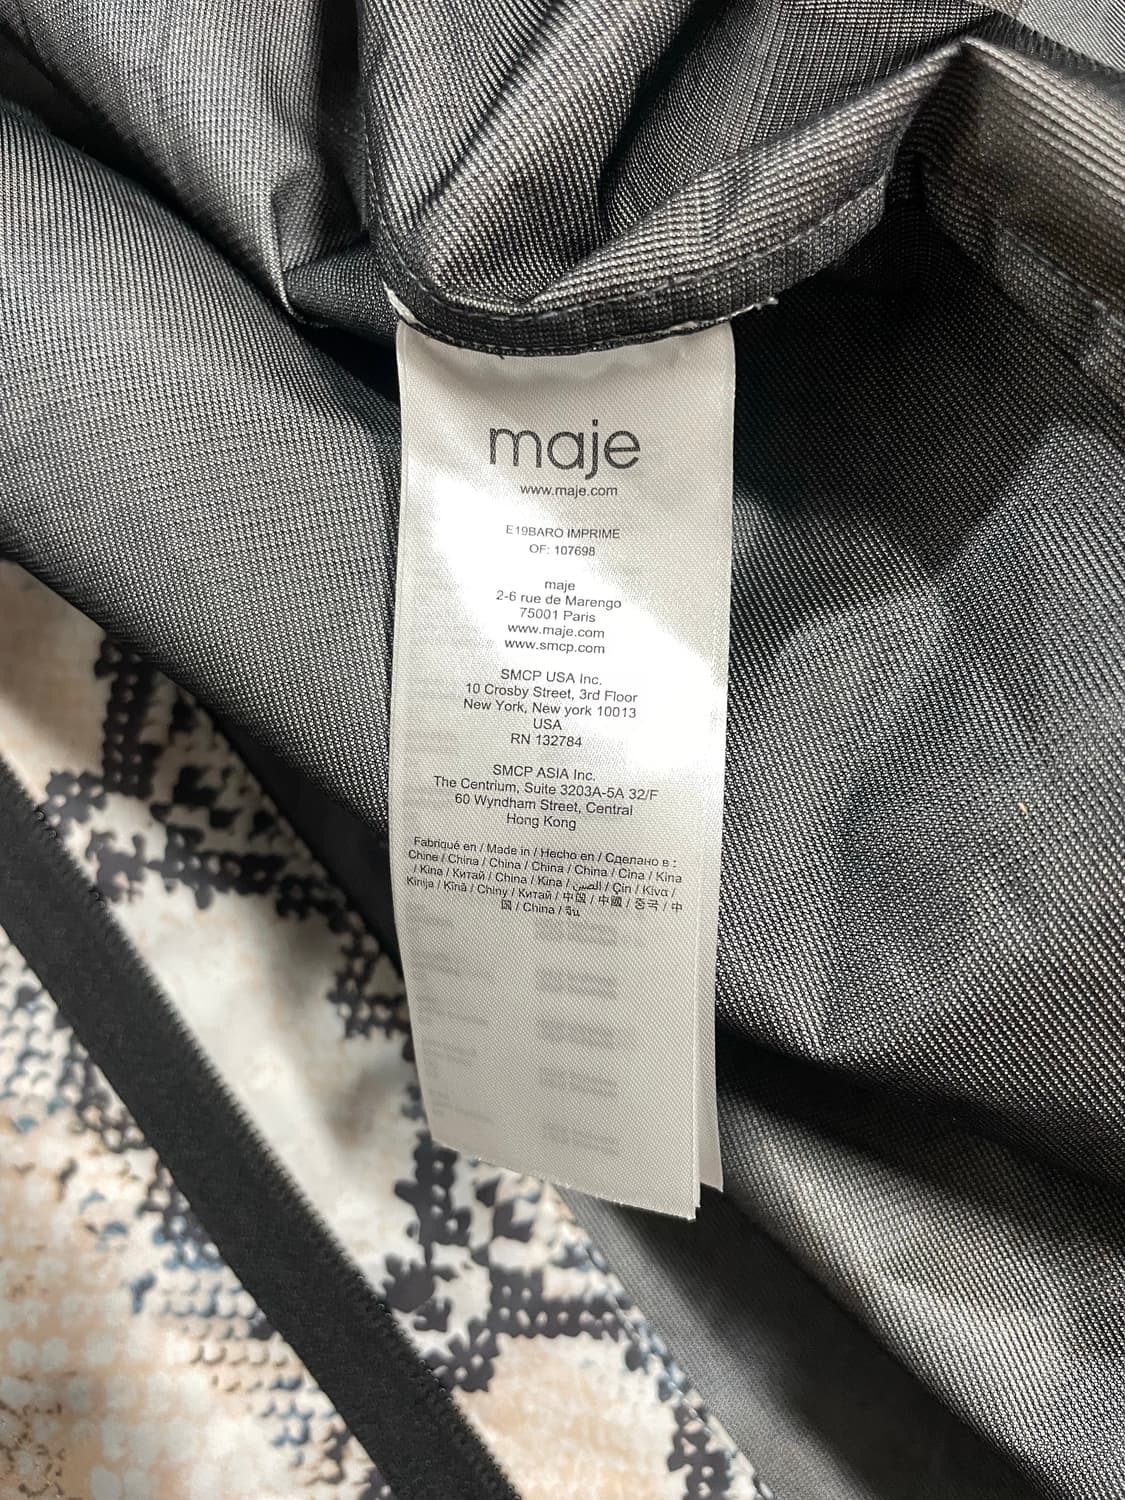 maje
www.maje.com
E19BARO IMPRIME
OF: 107698
maje
2-6 rue de Marengo
75001 Paris
www.maje.com
www.smcp.com
SMCP USA Inc.
10 Crosby Street, 3rd Floor
New York, New york 10013
USA
RN 132784
SMCP ASIA Inc.
The Centrium, Suite 3203A-5A 32/F
60 Wyndham Street, Central
Hong Kong
Fabriqué en / Made in / Hecho en / Сделано в :
Chine / China / China / China / China / Cina / Kina
/ Kina / Китай / China / Kina / الصين / Çin / Κίνα /
Kinija / Ķīnā / Chiny / Китай / 中国 / 中國 / 중국 / 中
国 / China / จีน